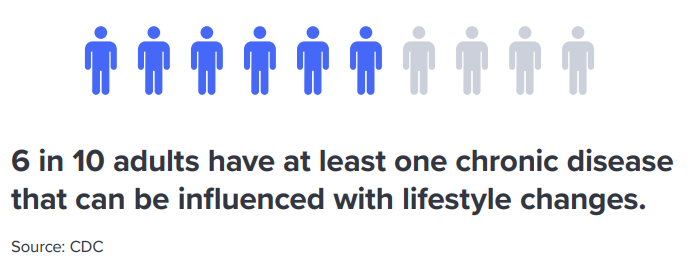 6 in 10 adults have at least one chronic disease
that can be influenced with lifestyle changes.
Source: CDC